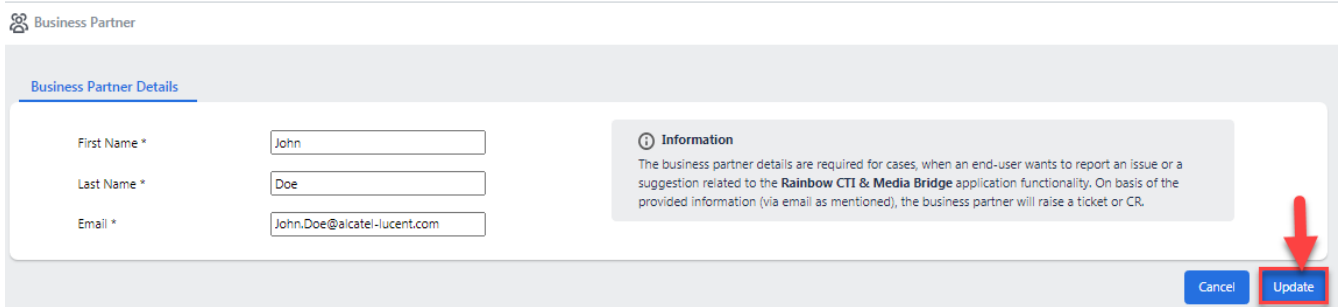 Business Partner
Business Partner Details
First Name *
John
Last Name *
Doe
Email *
John.Doe@alcatel-lucent.com
Information
The business partner details are required for cases, when an end-user wants to report an issue or a
suggestion related to the Rainbow CTI & Media Bridge application functionality. On basis of the
provided information (via email as mentioned), the business partner will raise a ticket or CR.
Cancel
Update